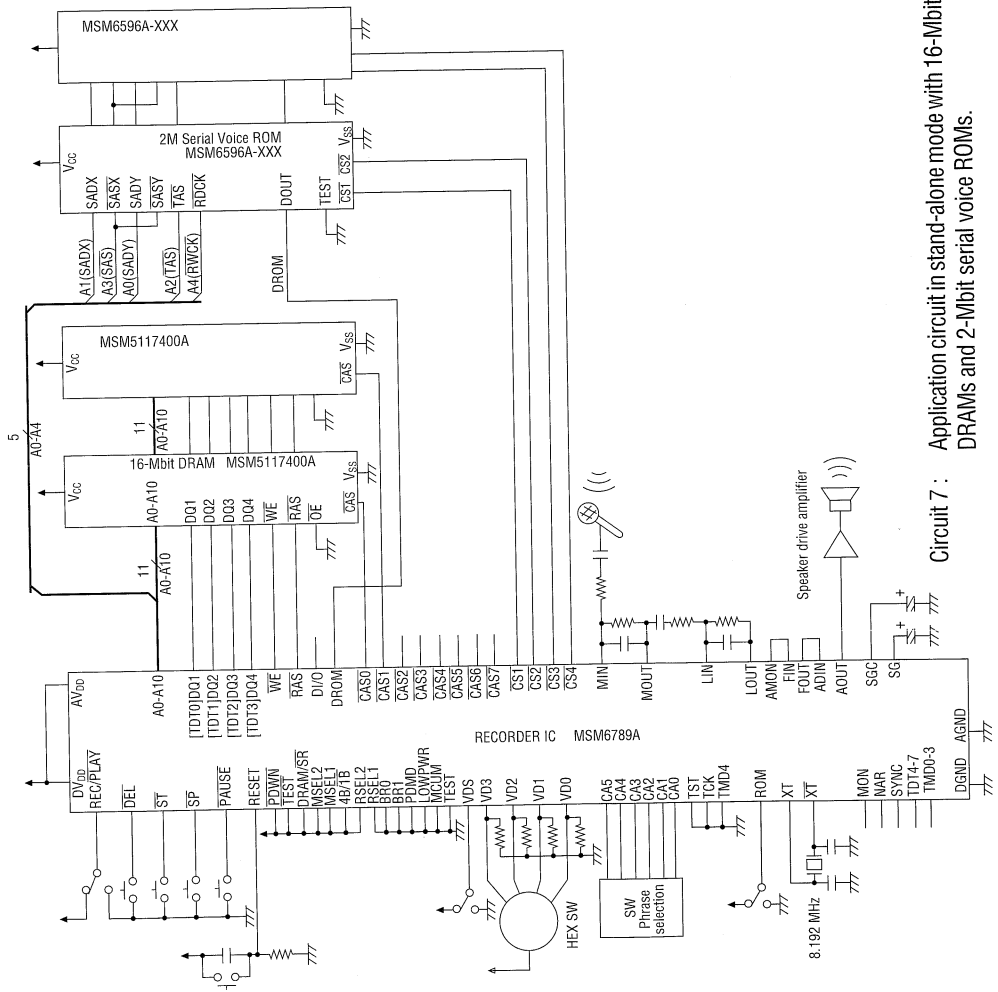 MSM6596A-XXX
2M Serial Voice ROM
MSM6596A-XXX
VCC
SADX
SASX
SADY
SASY
TAS
RDCK
DOUT
TEST
VSS
CS2
CS1
A1(SADX)
A3(SAS)
A0(SADY)
A2(TAS)
A4(RWCK)
DROM
MSM5117400A
VCC
VSS
CAS
5
A0-A4
11
A0-A10
16-Mbit DRAM MSM5117400A
VCC
A0-A10
DQ1
DQ2
DQ3
DQ4
WE
RAS
OE
VSS
CAS
11
A0-A10
Speaker drive amplifier
RECORDER IC MSM6789A
AVDD
A0-A10
[TDT0]DQ1
[TDT1]DQ2
[TDT2]DQ3
[TDT3]DQ4
WE
RAS
DI/O
DROM
CAS0
CAS1
CAS2
CAS3
CAS4
CAS5
CAS6
CAS7
CS1
CS2
CS3
CS4
MIN
MOUT
LIN
LOUT
AMON
FIN
FOUT
ADIN
AOUT
SGC
SG
+
+
AGND
DVDD
REC/PLAY
DEL
ST
SP
PAUSE
RESET
PDWN
TEST
DRAM/SR
MSEL2
MSEL1
4B/1B
RSEL2
RSEL1
BR0
BR1
PDMD
LOWPWR
MCUM
TEST
VDS
VD3
VD2
VD1
VD0
CA5
CA4
CA3
CA2
CA1
CA0
TST
TCK
TMD4
ROM
XT
XT
MON
NAR
SYNC
TDT4-7
TMD0-3
DGND
HEX SW
SW
Phrase
selection
8.192 MHz
Circuit 7 : Application circuit in stand-alone mode with 16-Mbit
DRAMs and 2-Mbit serial voice ROMs.